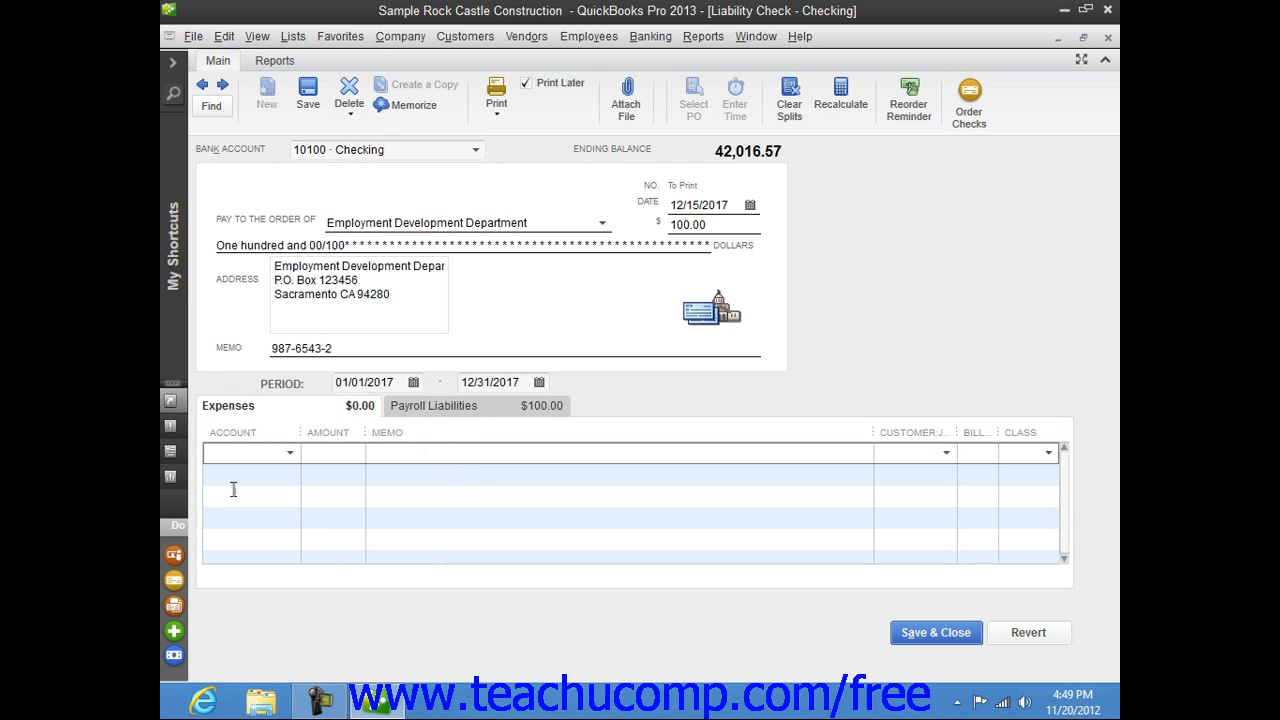 Sample Rock Castle Construction - QuickBooks Pro 2013 - [Liability Check - Checking]
File Edit View Lists Favorites Company Customers Vendors Employees Banking Reports Window Help
Main Reports
Find New Save Delete Create a Copy Memorize Print Print Later Attach File Select PO Enter Time Clear Splits Recalculate Reorder Reminder Order Checks
BANK ACCOUNT 10100 · Checking ENDING BALANCE 42,016.57
NO. To Print
DATE 12/15/2017
PAY TO THE ORDER OF Employment Development Department $ 100.00
One hundred and 00/100* * * * * * * * * * * * * * * * * * * * * * * * * * * * * * * * * * * * * * * * * * * * * * * * * * DOLLARS
ADDRESS Employment Development Depar
P.O. Box 123456
Sacramento CA 94280
MEMO 987-6543-2
PERIOD: 01/01/2017 - 12/31/2017
Expenses $0.00 Payroll Liabilities $100.00
ACCOUNT AMOUNT MEMO CUSTOMER:J... BILL... CLASS
My Shortcuts
Do
Save & Close Revert
www.teachucomp.com/free
4:49 PM
11/20/2012